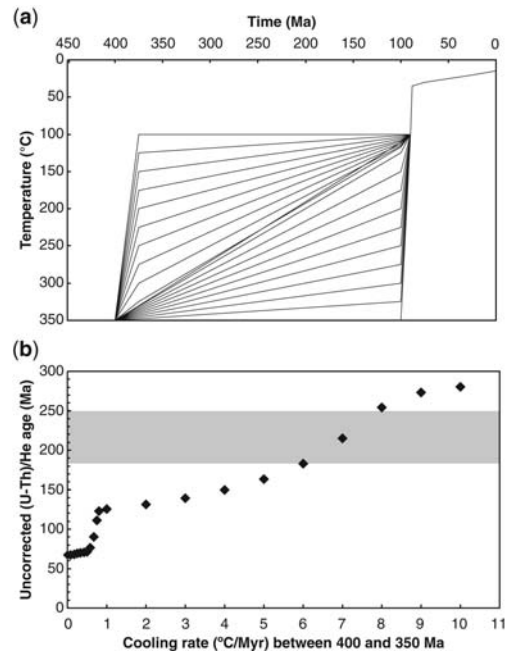 (a)
Time (Ma)
450 400 350 300 250 200 150 100 50 0
Temperature (°C)
0
50
100
150
200
250
300
350
(b)
Uncorrected (U-Th)/He age (Ma)
300
250
200
150
100
50
0
0 1 2 3 4 5 6 7 8 9 10 11
Cooling rate (°C/Myr) between 400 and 350 Ma